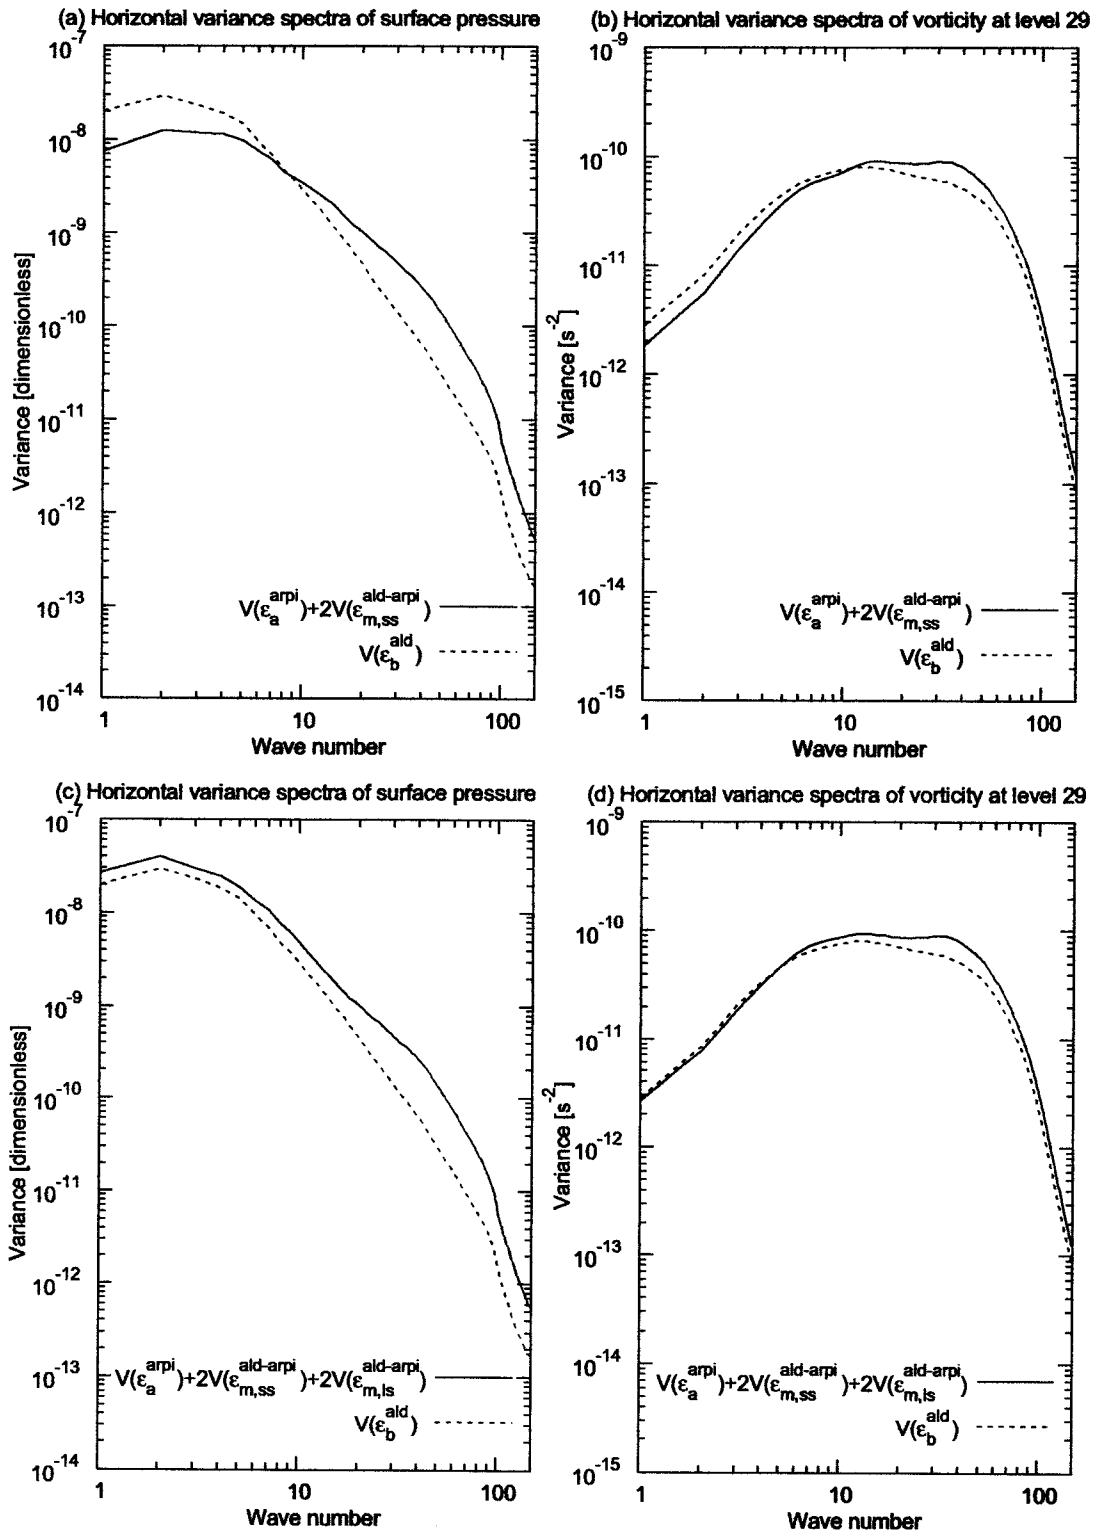 (a) Horizontal variance spectra of surface pressure
10^-7
10^-8
10^-9
10^-10
10^-11
10^-12
10^-13
10^-14
Variance [dimensionless]
V(ε_a^arpi)+2V(ε_m,ss^ald-arpi)
V(ε_b^ald)
1
10
100
Wave number
(b) Horizontal variance spectra of vorticity at level 29
10^-9
10^-10
10^-11
10^-12
10^-13
10^-14
10^-15
Variance [s^-2]
V(ε_a^arpi)+2V(ε_m,ss^ald-arpi)
V(ε_b^ald)
1
10
100
Wave number
(c) Horizontal variance spectra of surface pressure
10^-7
10^-8
10^-9
10^-10
10^-11
10^-12
10^-13
10^-14
Variance [dimensionless]
V(ε_a^arpi)+2V(ε_m,ss^ald-arpi)+2V(ε_m,ls^ald-arpi)
V(ε_b^ald)
1
10
100
Wave number
(d) Horizontal variance spectra of vorticity at level 29
10^-9
10^-10
10^-11
10^-12
10^-13
10^-14
10^-15
Variance [s^-2]
V(ε_a^arpi)+2V(ε_m,ss^ald-arpi)+2V(ε_m,ls^ald-arpi)
V(ε_b^ald)
1
10
100
Wave number